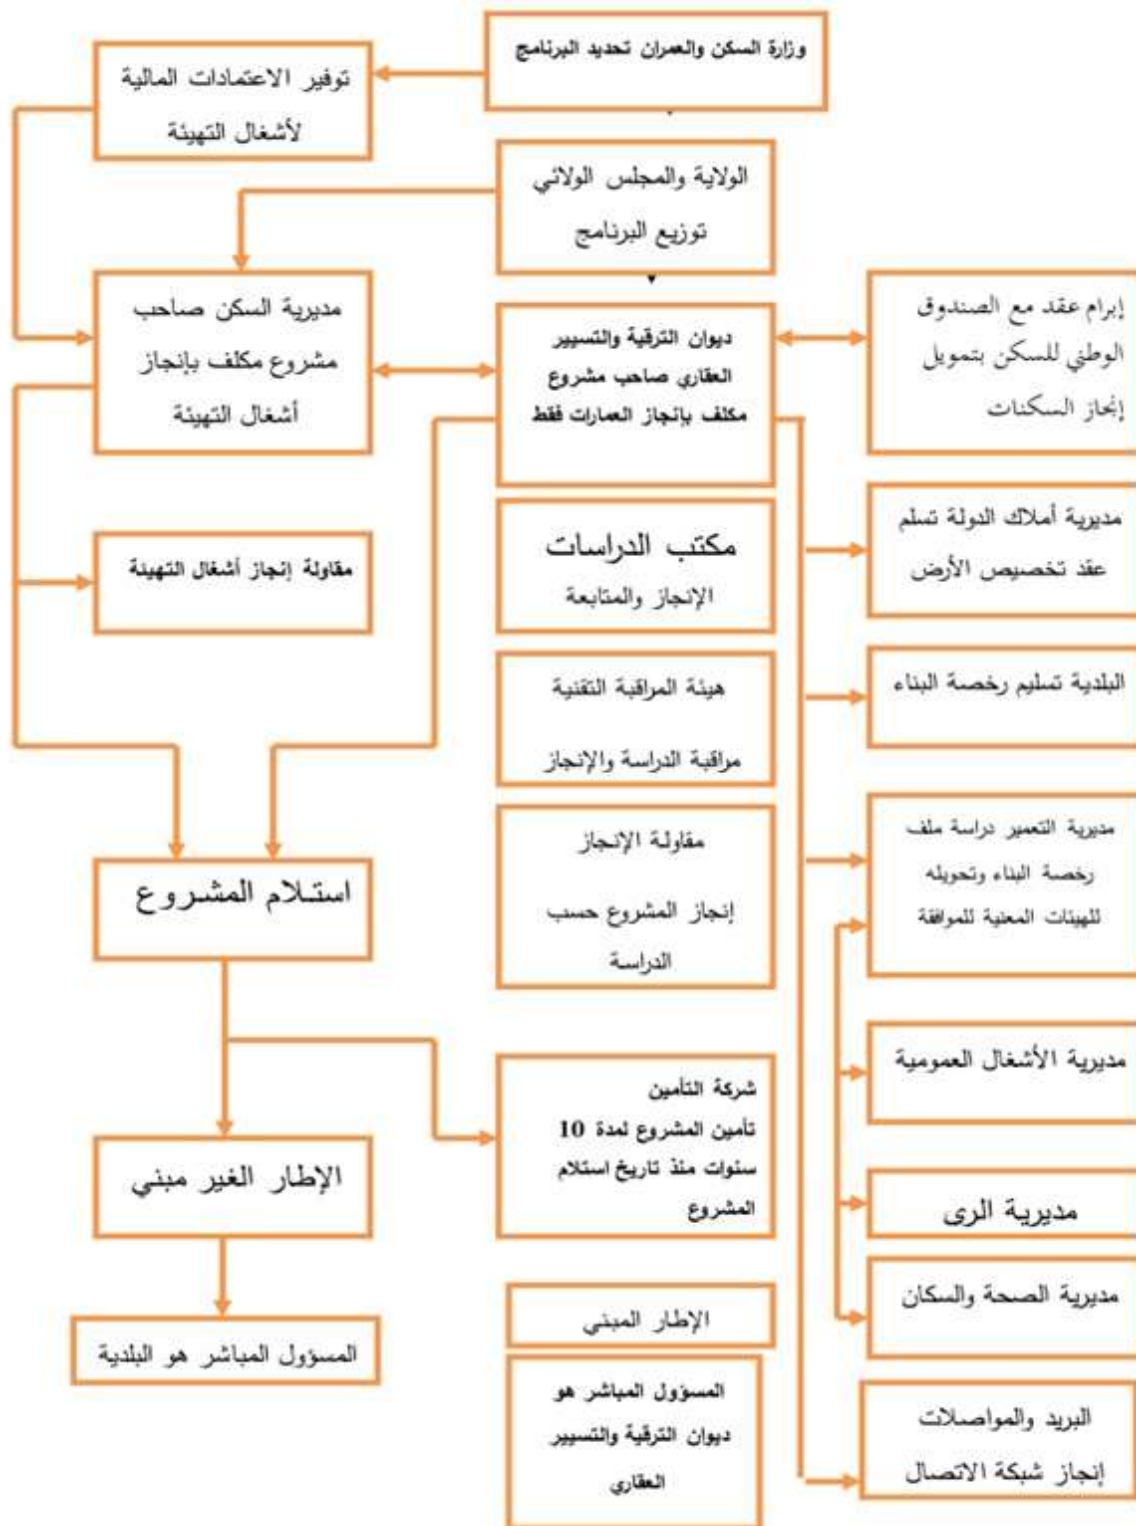 وزارة السكن والعمران تحديد البرنامج
توفير الاعتمادات المالية
لأشغال التهيئة
الولاية والمجلس الولائي
توزيع البرنامج
مديرية السكن صاحب
مشروع مكلف بإنجاز
أشغال التهيئة
ديوان الترقية والتسيير
العقاري صاحب مشروع
مكلف بإنجاز العمارات فقط
إبرام عقد مع الصندوق
الوطني للسكن بتمويل
إنجاز السكنات
مكتب الدراسات
الإنجاز والمتابعة
مديرية أملاك الدولة تسلم
عقد تخصيص الأرض
مقاولة إنجاز أشغال التهيئة
هيئة المراقبة التقنية
مراقبة الدراسة والإنجاز
البلدية تسليم رخصة البناء
مقاولة الإنجاز
إنجاز المشروع حسب
الدراسة
مديرية التعمير دراسة ملف
رخصة البناء وتحويله
للهيئات المعنية للموافقة
استلام المشروع
مديرية الأشغال العمومية
شركة التأمين
تأمين المشروع لمدة 10
سنوات منذ تاريخ استلام
المشروع
الإطار الغير مبني
مديرية الرى
مديرية الصحة والسكان
الإطار المبني
المسؤول المباشر هو البلدية
المسؤول المباشر هو
ديوان الترقية والتسيير
العقاري
البريد والمواصلات
إنجاز شبكة الاتصال